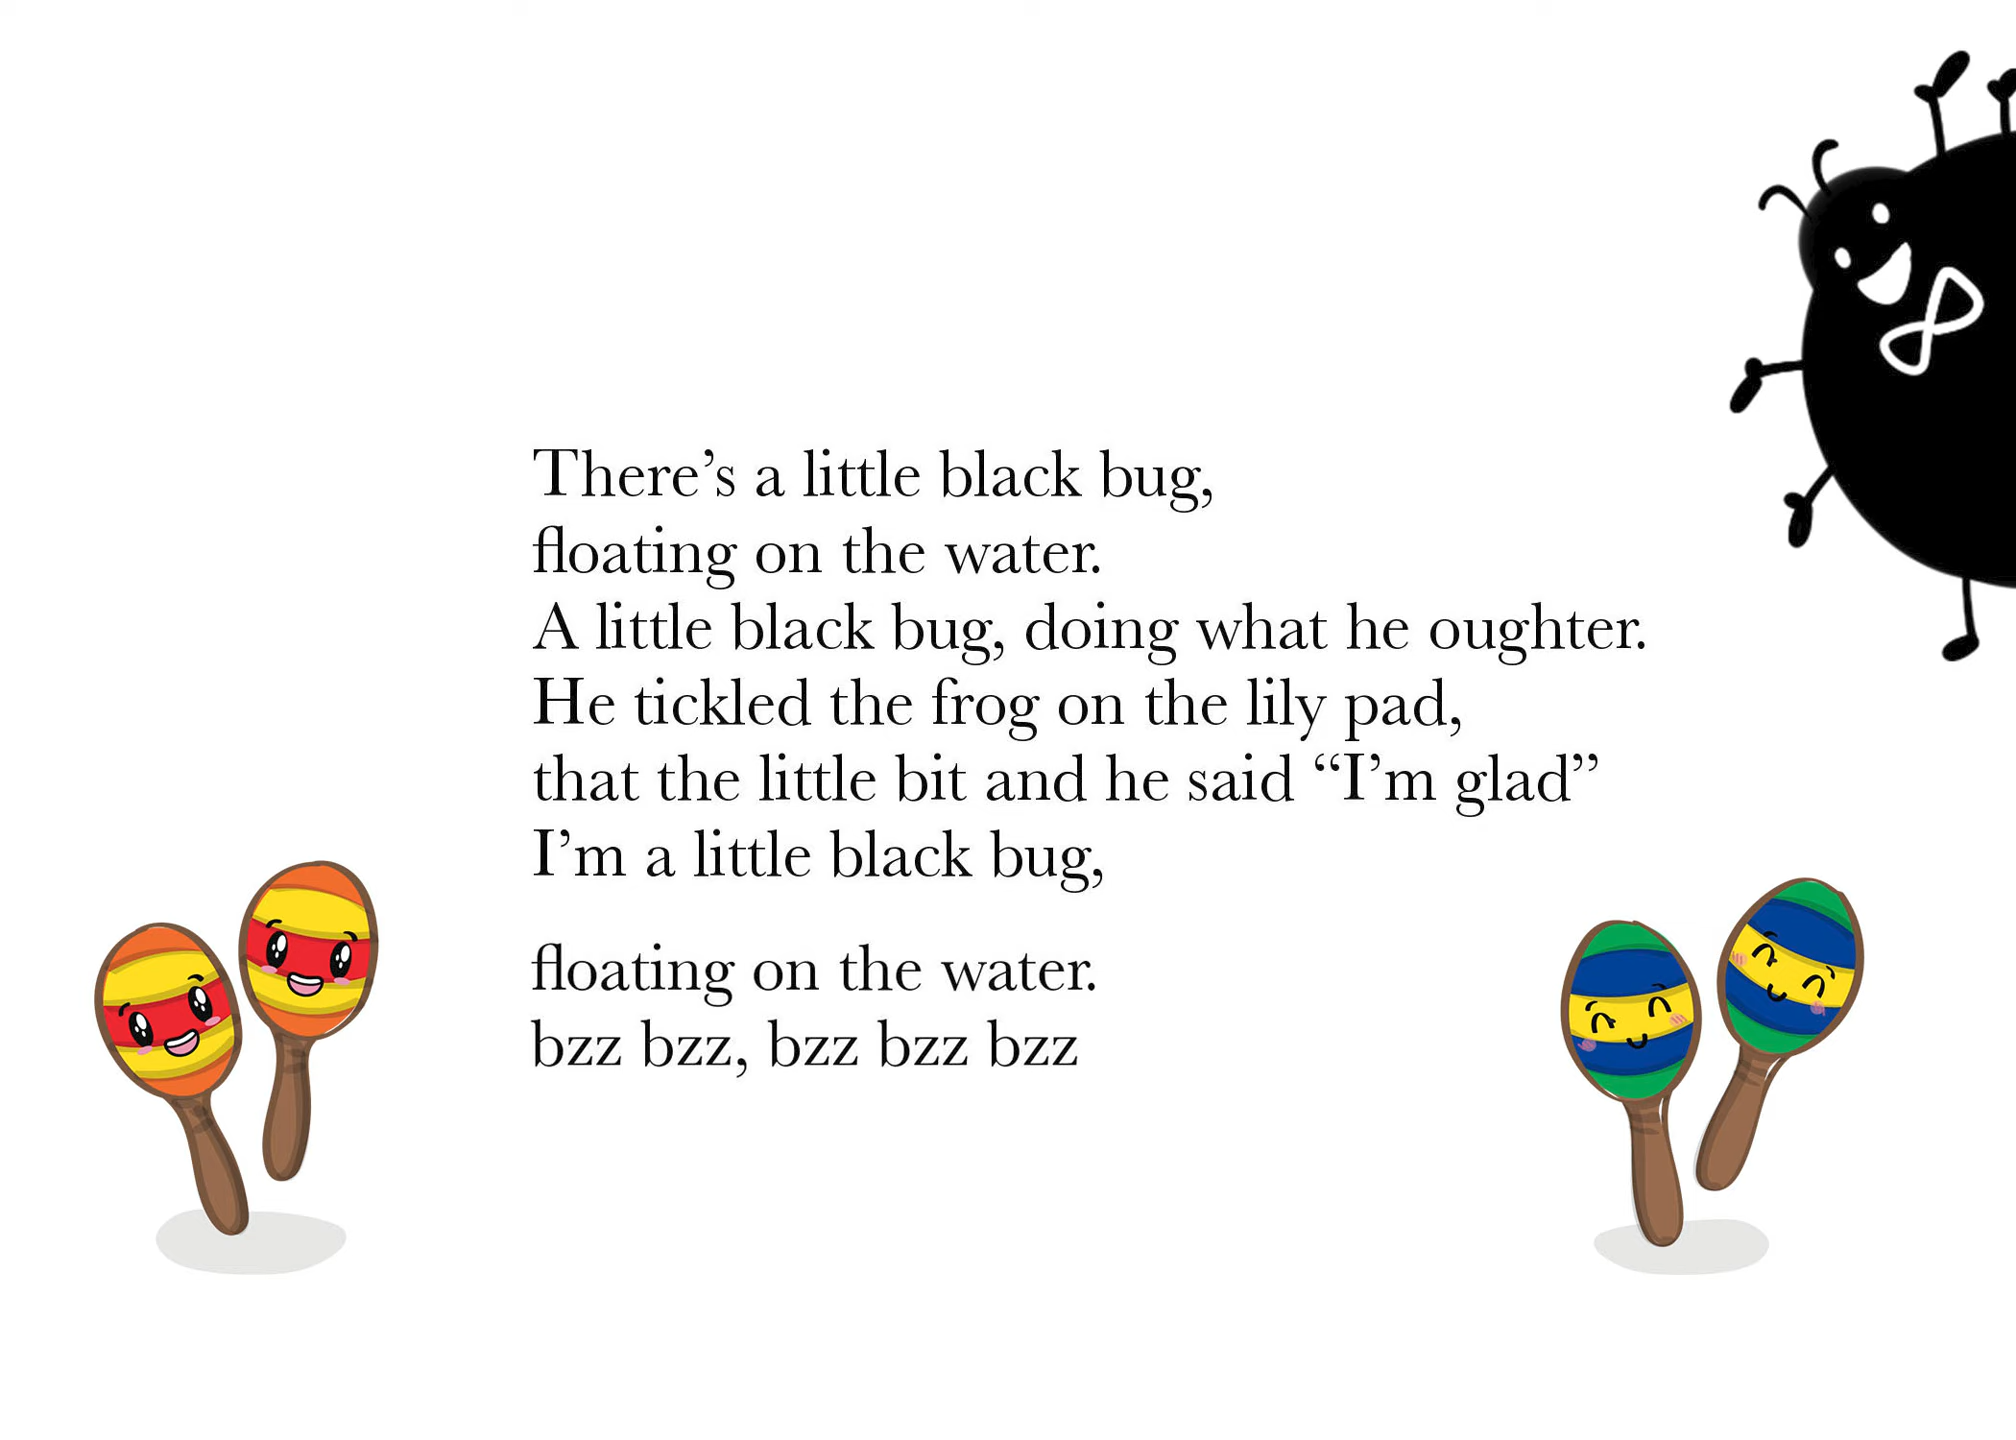 There’s a little black bug,
floating on the water.
A little black bug, doing what he oughter.
He tickled the frog on the lily pad,
that the little bit and he said “I’m glad”
I’m a little black bug,
floating on the water.
bzz bzz, bzz bzz bzz